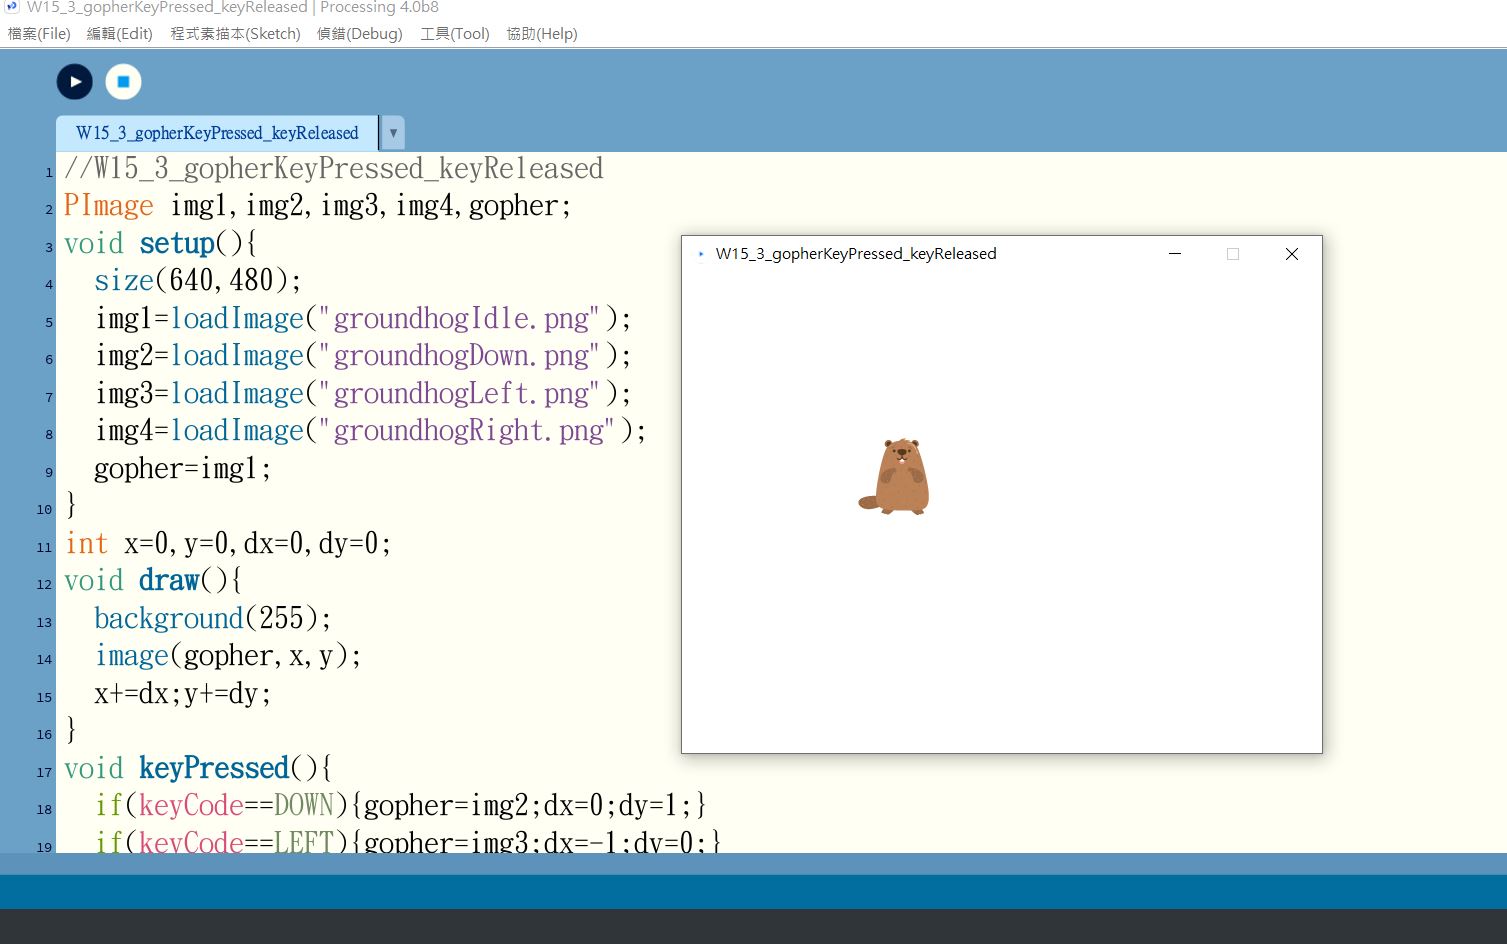 W15_3_gopherKeyPressed_keyReleased | Processing 4.0b8
檔案(File) 編輯(Edit) 程式素描本(Sketch) 偵錯(Debug) 工具(Tool) 協助(Help)
W15_3_gopherKeyPressed_keyReleased ▼
1 //W15_3_gopherKeyPressed_keyReleased
2 PImage img1,img2,img3,img4,gopher;
3 void setup(){
4 size(640,480);
5 img1=loadImage("groundhogIdle.png");
6 img2=loadImage("groundhogDown.png");
7 img3=loadImage("groundhogLeft.png");
8 img4=loadImage("groundhogRight.png");
9 gopher=img1;
10 }
11 int x=0,y=0,dx=0,dy=0;
12 void draw(){
13 background(255);
14 image(gopher,x,y);
15 x+=dx;y+=dy;
16 }
17 void keyPressed(){
18 if(keyCode==DOWN){gopher=img2;dx=0;dy=1;}
19 if(keyCode==LEFT){gopher=img3;dx=-1;dy=0;}
W15_3_gopherKeyPressed_keyReleased